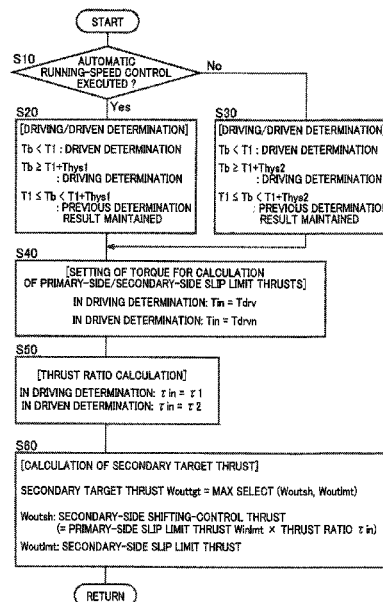 START
S10
AUTOMATIC
RUNNING-SPEED CONTROL
EXECUTED ?
No
Yes
S20
[DRIVING/DRIVEN DETERMINATION]
Tb < T1 : DRIVEN DETERMINATION
Tb ≥ T1+Thys1
: DRIVING DETERMINATION
T1 ≤ Tb < T1+Thys1
: PREVIOUS DETERMINATION
RESULT MAINTAINED
S30
[DRIVING/DRIVEN DETERMINATION]
Tb < T1 : DRIVEN DETERMINATION
Tb ≥ T1+Thys2
: DRIVING DETERMINATION
T1 ≤ Tb < T1+Thys2
: PREVIOUS DETERMINATION
RESULT MAINTAINED
S40
[SETTING OF TORQUE FOR CALCULATION
OF PRIMARY-SIDE/SECONDARY-SIDE SLIP LIMIT THRUSTS]
IN DRIVING DETERMINATION: Tin = Tdrv
IN DRIVEN DETERMINATION: Tin = Tdrvn
S50
[THRUST RATIO CALCULATION]
IN DRIVING DETERMINATION: τin = τ1
IN DRIVEN DETERMINATION: τin = τ2
S60
[CALCULATION OF SECONDARY TARGET THRUST]
SECONDARY TARGET THRUST Wouttgt = MAX SELECT (Woutsh, Woutlmt)
Woutsh: SECONDARY-SIDE SHIFTING-CONTROL THRUST
(= PRIMARY-SIDE SLIP LIMIT THRUST Winlmt × THRUST RATIO τin)
Woutlmt: SECONDARY-SIDE SLIP LIMIT THRUST
RETURN